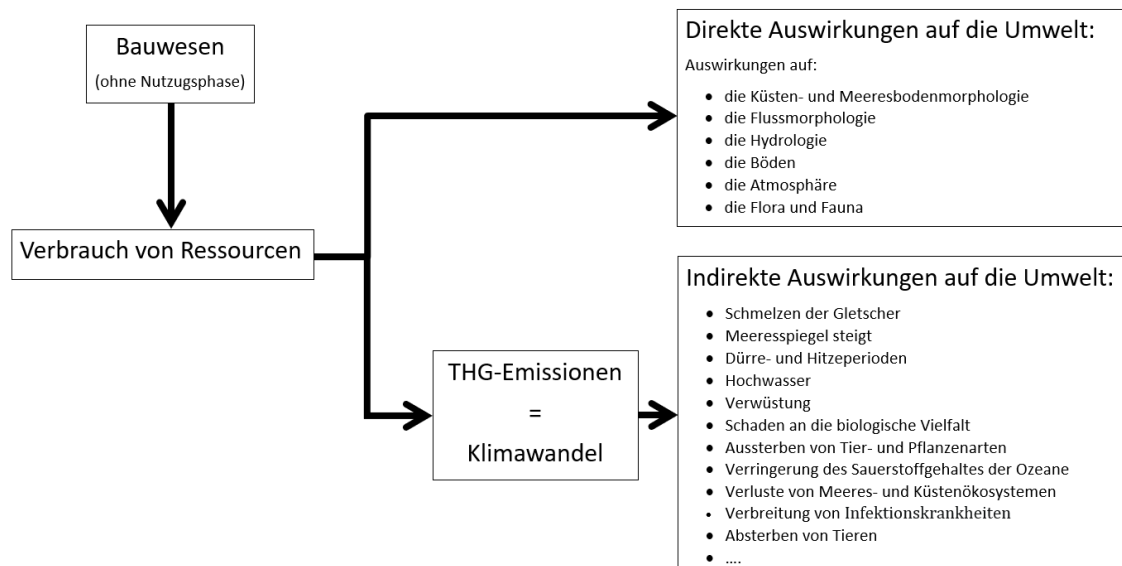 Bauwesen
(ohne Nutzugsphase)
Verbrauch von Ressourcen
Direkte Auswirkungen auf die Umwelt:
Auswirkungen auf:
• die Küsten- und Meeresbodenmorphologie
• die Flussmorphologie
• die Hydrologie
• die Böden
• die Atmosphäre
• die Flora und Fauna
THG-Emissionen
=
Klimawandel
Indirekte Auswirkungen auf die Umwelt:
• Schmelzen der Gletscher
• Meeresspiegel steigt
• Dürre- und Hitzeperioden
• Hochwasser
• Verwüstung
• Schaden an die biologische Vielfalt
• Aussterben von Tier- und Pflanzenarten
• Verringerung des Sauerstoffgehaltes der Ozeane
• Verluste von Meeres- und Küstenökosystemen
• Verbreitung von Infektionskrankheiten
• Absterben von Tieren
• ....